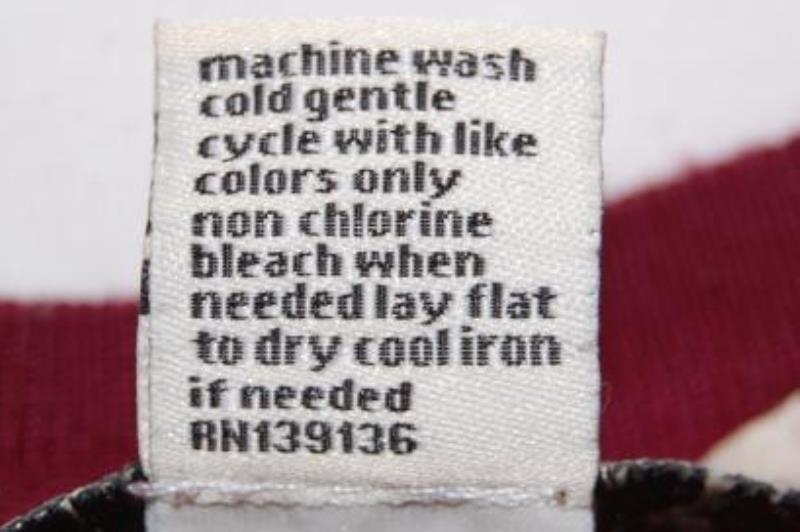 machine wash
cold gentle
cycle with like
colors only
non chlorine
bleach when
needed lay flat
to dry cool iron
if needed
RN139136